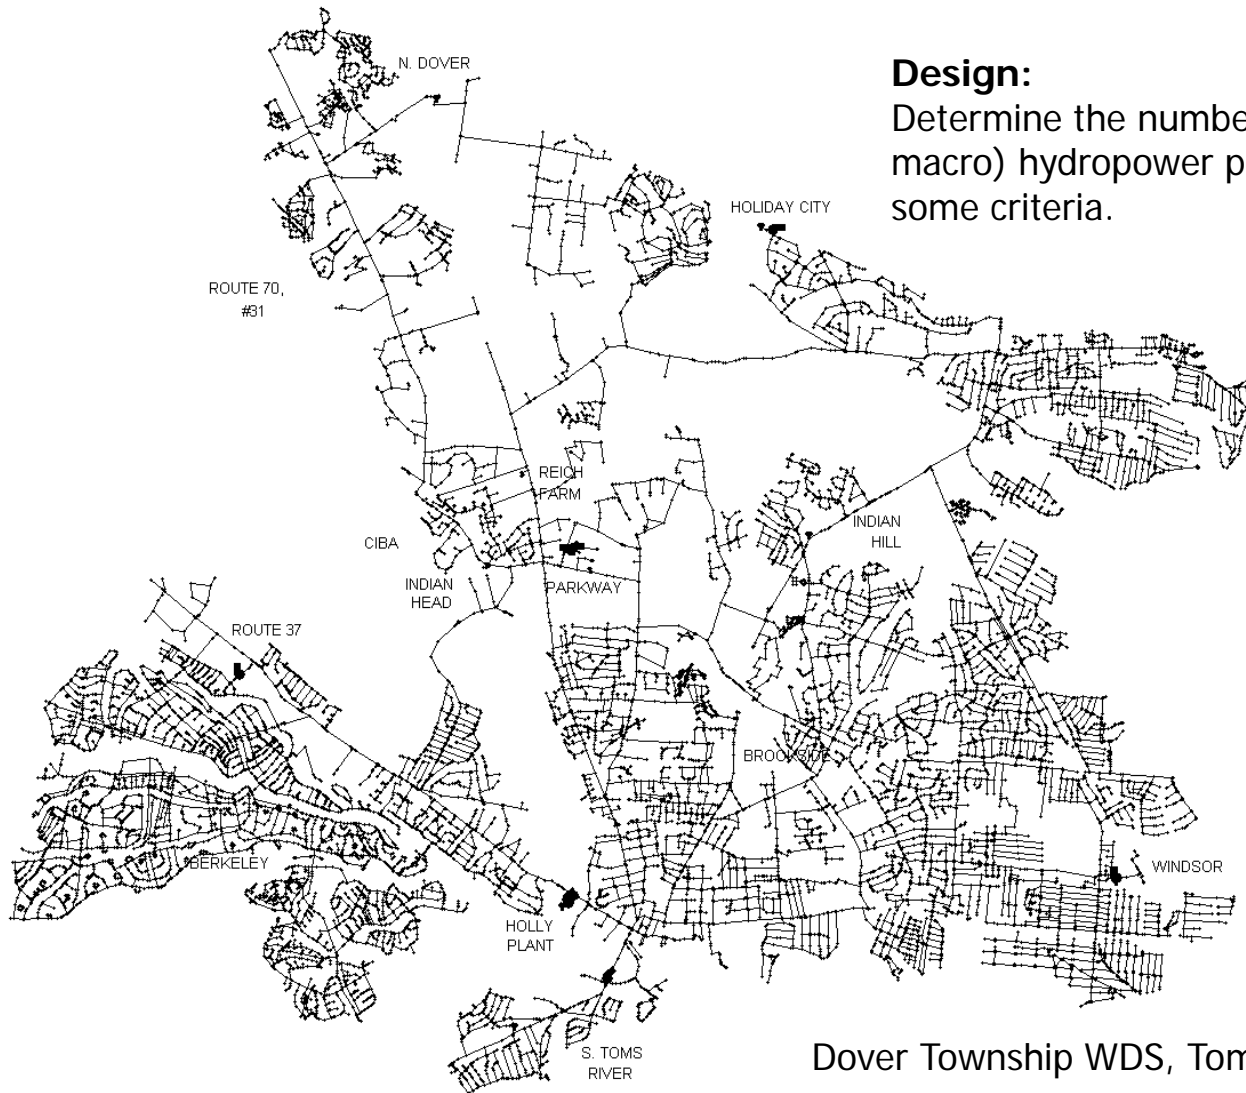 Design:
Determine the numbe
macro) hydropower p
some criteria.
N. DOVER
HOLIDAY CITY
ROUTE 70,
#31
REICH
FARM
CIBA
INDIAN
HILL
INDIAN
HEAD
PARKWAY
ROUTE 37
BROOKSIDE
BERKELEY
WINDSOR
HOLLY
PLANT
S. TOMS
RIVER
Dover Township WDS, Tom